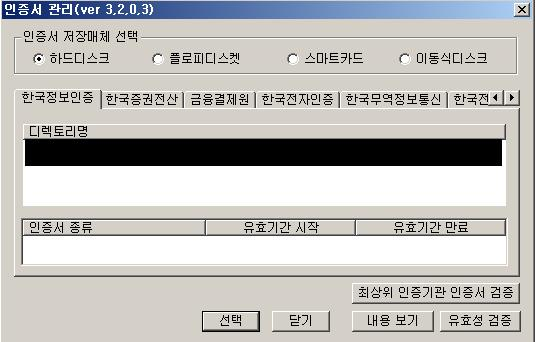 인증서 관리(ver 3,2,0,3)
인증서 저장매체 선택
하드디스크 플로피디스켓 스마트카드 이동식디스크
한국정보인증 한국증권전산 금융결제원 한국전자인증 한국무역정보통신 한국전
디렉토리명
인증서 종류 유효기간 시작 유효기간 만료
최상위 인증기관 인증서 검증
선택 닫기 내용 보기 유효성 검증